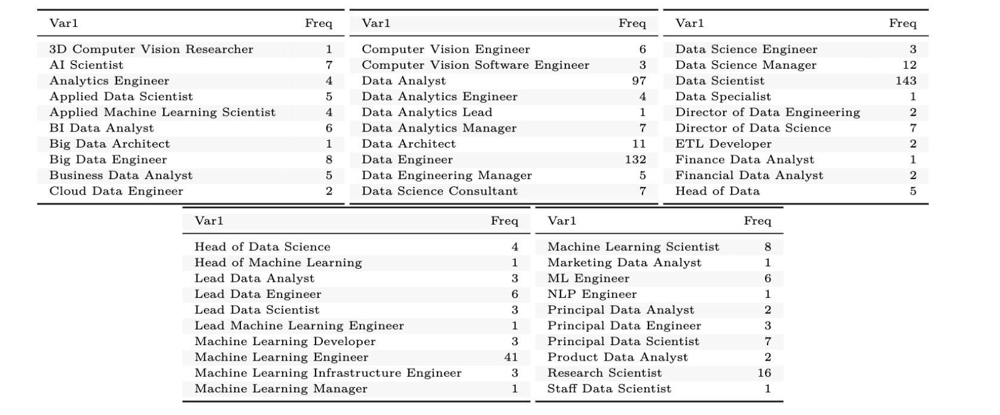 Var1 Freq Var1 Freq Var1 Freq
3D Computer Vision Researcher 1 Computer Vision Engineer 6 Data Science Engineer 3
AI Scientist 7 Computer Vision Software Engineer 3 Data Science Manager 12
Analytics Engineer 4 Data Analyst 97 Data Scientist 143
Applied Data Scientist 5 Data Analytics Engineer 4 Data Specialist 1
Applied Machine Learning Scientist 4 Data Analytics Lead 1 Director of Data Engineering 2
BI Data Analyst 6 Data Analytics Manager 7 Director of Data Science 7
Big Data Architect 1 Data Architect 11 ETL Developer 2
Big Data Engineer 8 Data Engineer 132 Finance Data Analyst 1
Business Data Analyst 5 Data Engineering Manager 5 Financial Data Analyst 2
Cloud Data Engineer 2 Data Science Consultant 7 Head of Data 5
Var1 Freq Var1 Freq
Head of Data Science 4 Machine Learning Scientist 8
Head of Machine Learning 1 Marketing Data Analyst 1
Lead Data Analyst 3 ML Engineer 6
Lead Data Engineer 6 NLP Engineer 1
Lead Data Scientist 3 Principal Data Analyst 2
Lead Machine Learning Engineer 1 Principal Data Engineer 3
Machine Learning Developer 3 Principal Data Scientist 7
Machine Learning Engineer 41 Product Data Analyst 2
Machine Learning Infrastructure Engineer 3 Research Scientist 16
Machine Learning Manager 1 Staff Data Scientist 1